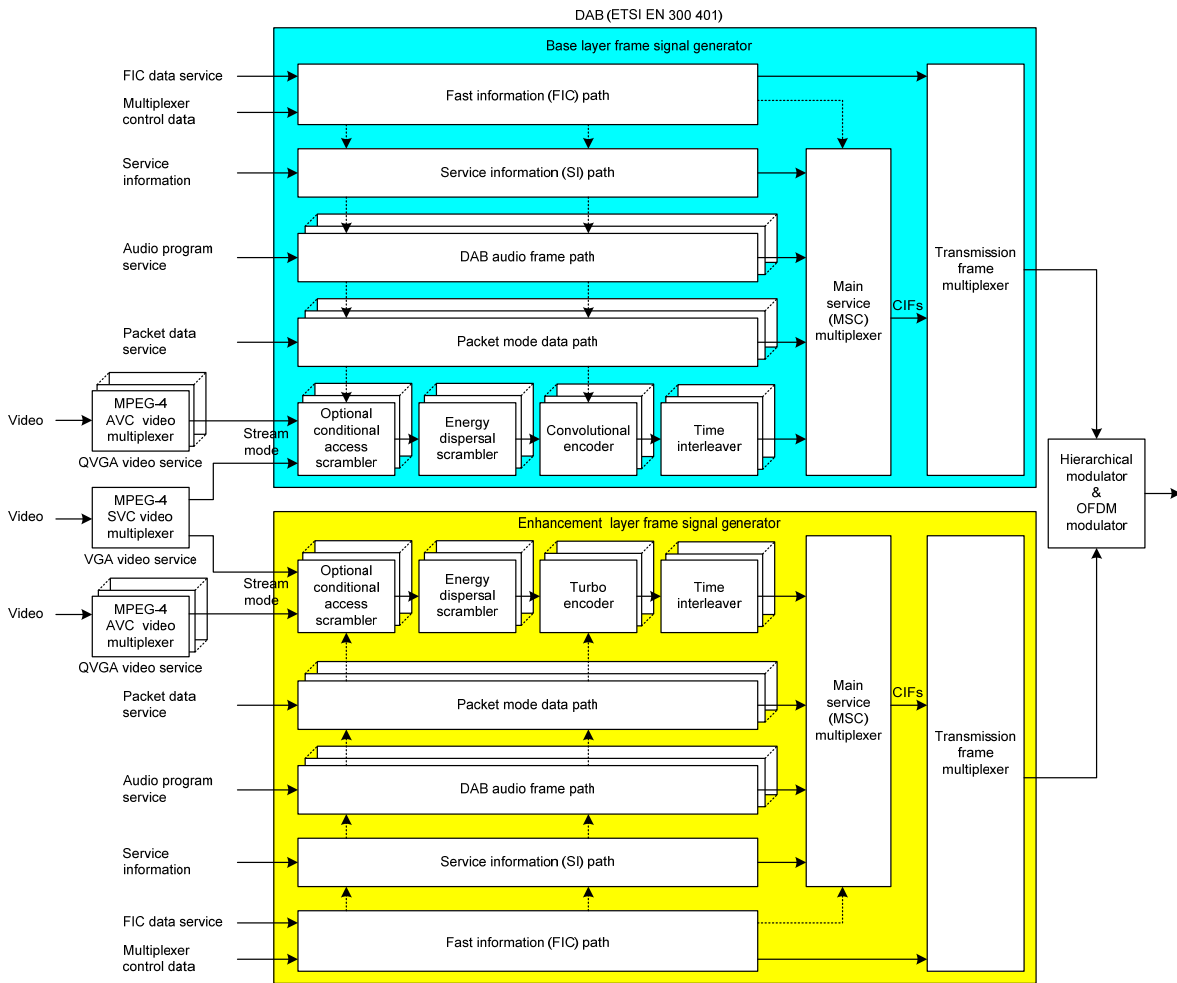 DAB (ETSI EN 300 401)
Base layer frame signal generator
FIC data service
Multiplexer
control data
Fast information (FIC) path
Service
information
Service information (SI) path
Audio program
service
DAB audio frame path
Packet data
service
Packet mode data path
Main
service
(MSC)
multiplexer
CIFs
Transmission
frame
multiplexer
Video
MPEG-4
AVC video
multiplexer
QVGA video service
Stream
mode
Optional
conditional
access
scrambler
Energy
dispersal
scrambler
Convolutional
encoder
Time
interleaver
Video
MPEG-4
SVC video
multiplexer
VGA video service
Hierarchical
modulator
&
OFDM
modulator
Enhancement layer frame signal generator
Video
MPEG-4
AVC video
multiplexer
QVGA video service
Stream
mode
Optional
conditional
access
scrambler
Energy
dispersal
scrambler
Turbo
encoder
Time
interleaver
Packet data
service
Packet mode data path
Main
service
(MSC)
multiplexer
CIFs
Transmission
frame
multiplexer
Audio program
service
DAB audio frame path
Service
information
Service information (SI) path
FIC data service
Multiplexer
control data
Fast information (FIC) path